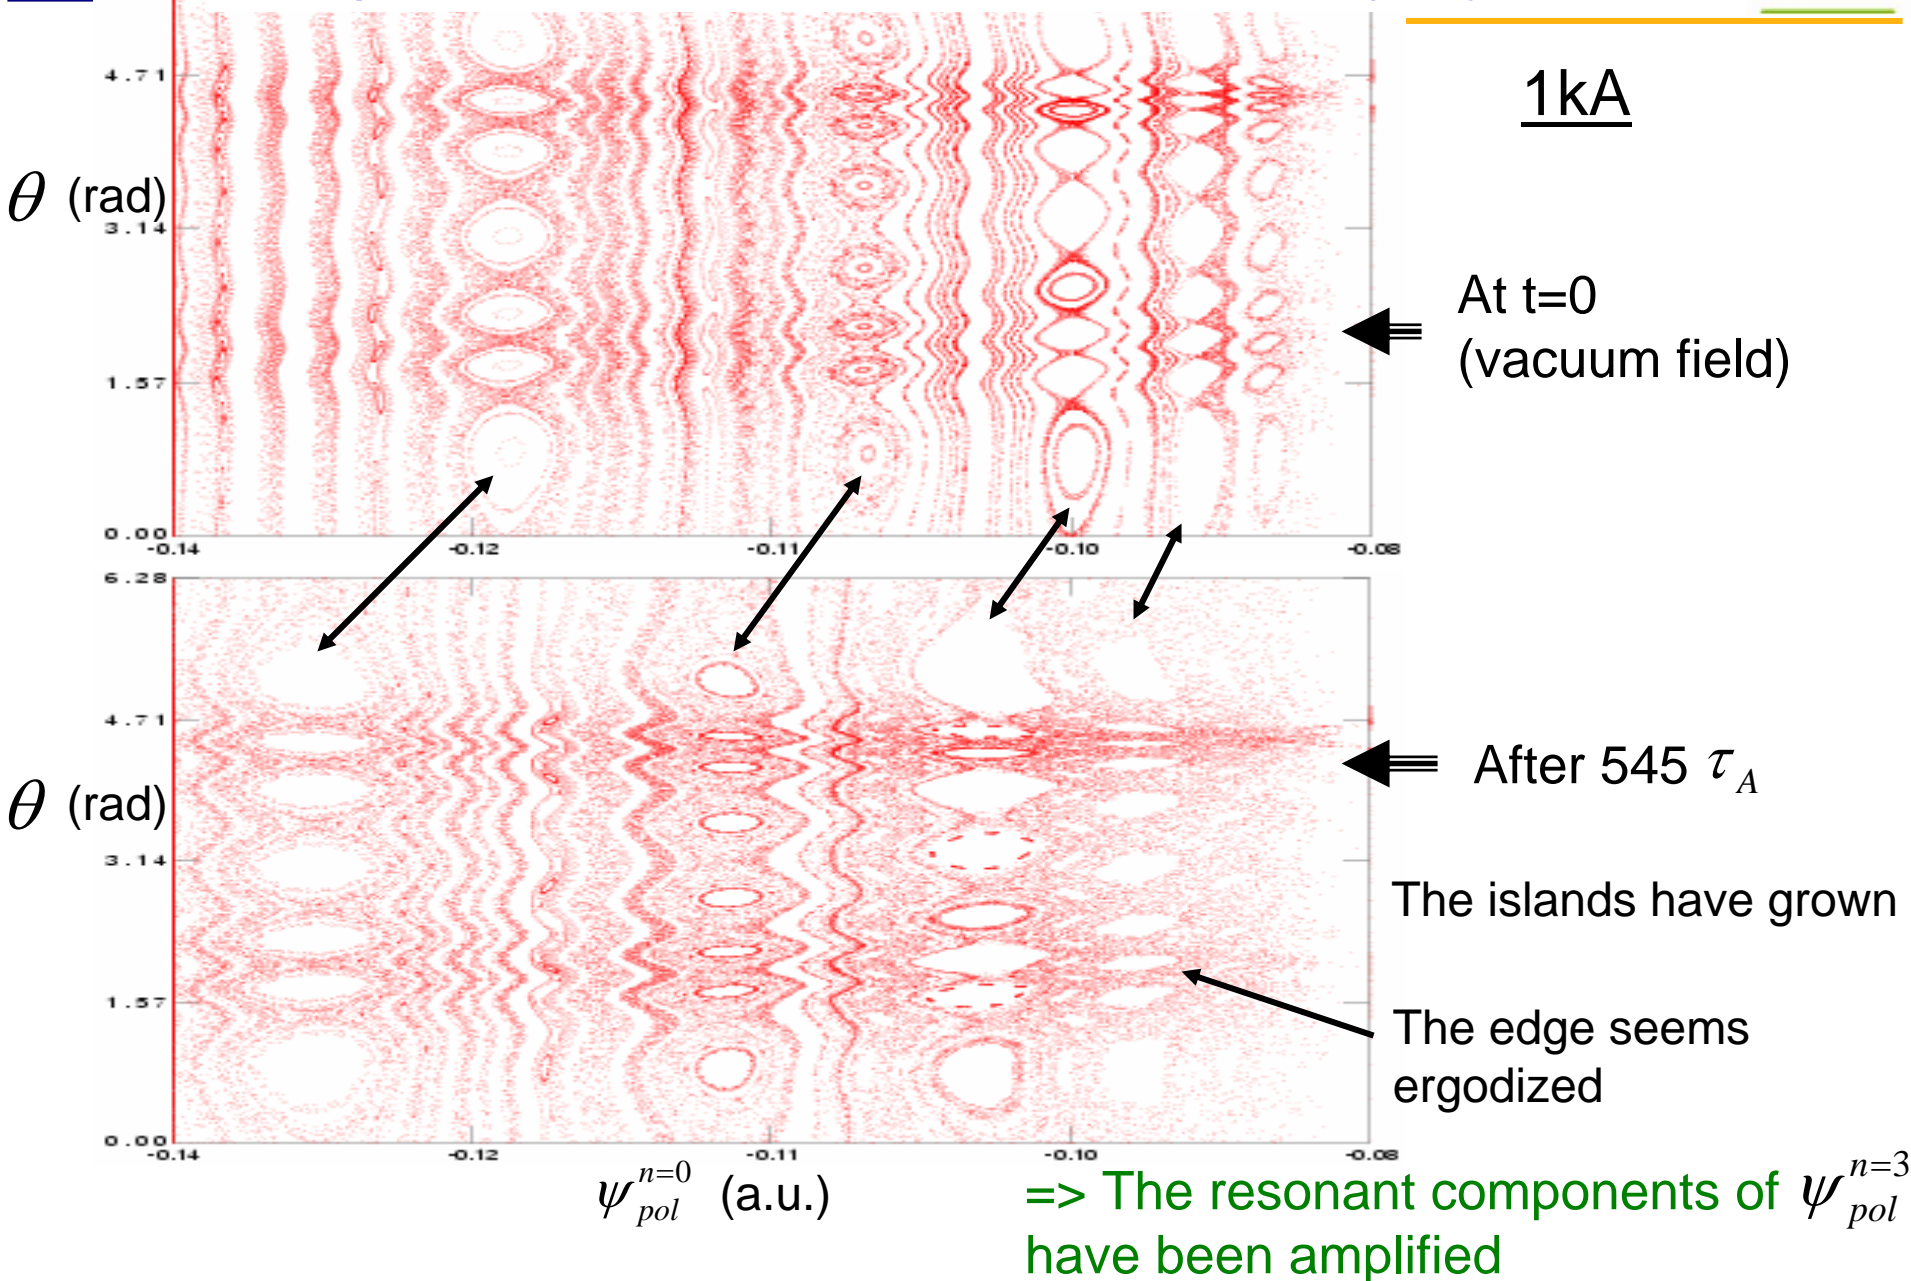 1kA
4.71
θ (rad)
3.14
At t=0
(vacuum field)
1.57
0.00
-0.14 -0.12 -0.11 -0.10 -0.08
6.28
4.71
After 545 τ_A
θ (rad)
3.14
The islands have grown
1.57
The edge seems
ergodized
0.00
-0.14 -0.12 -0.11 -0.10 -0.08
ψ_pol^{n=0} (a.u.)
=> The resonant components of ψ_pol^{n=3}
have been amplified